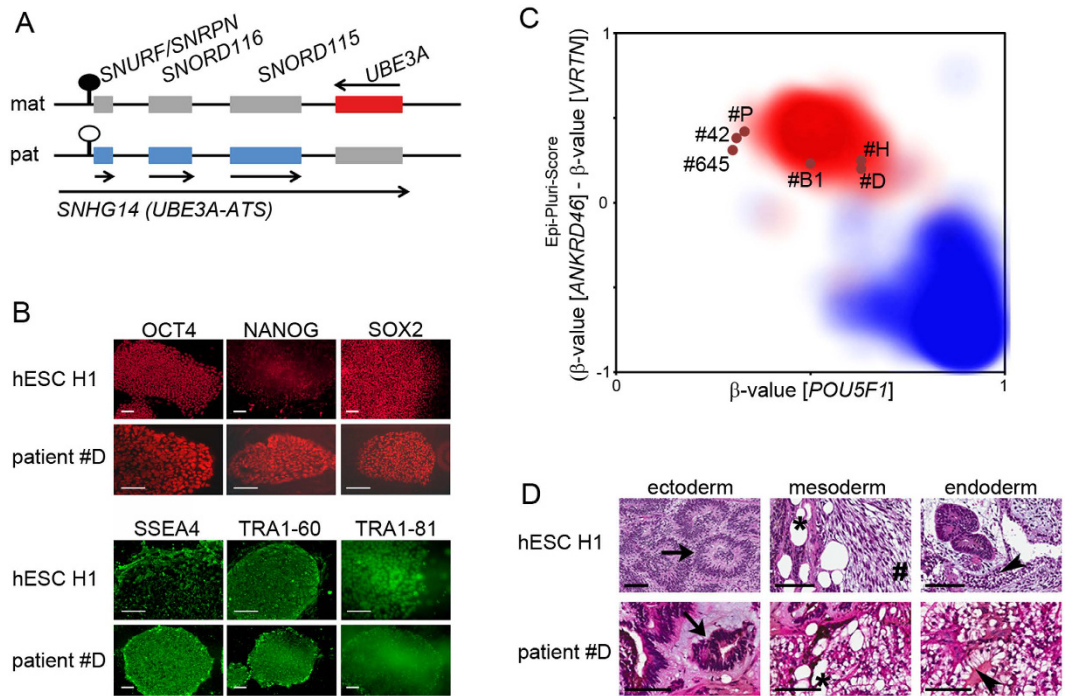 A
SNURF/SNRPN
SNORD116
SNORD115
UBE3A
mat
pat
SNHG14 (UBE3A-ATS)
B
OCT4 NANOG SOX2
hESC H1
patient #D
SSEA4 TRA1-60 TRA1-81
hESC H1
patient #D
C
Epi-Pluri-Score
(β-value [ANKRD46] - β-value [VRTN])
1
0
-1
#P
#42
#645
#H
#B1
#D
0 1
β-value [POU5F1]
D
ectoderm mesoderm endoderm
hESC H1
* #
patient #D
*